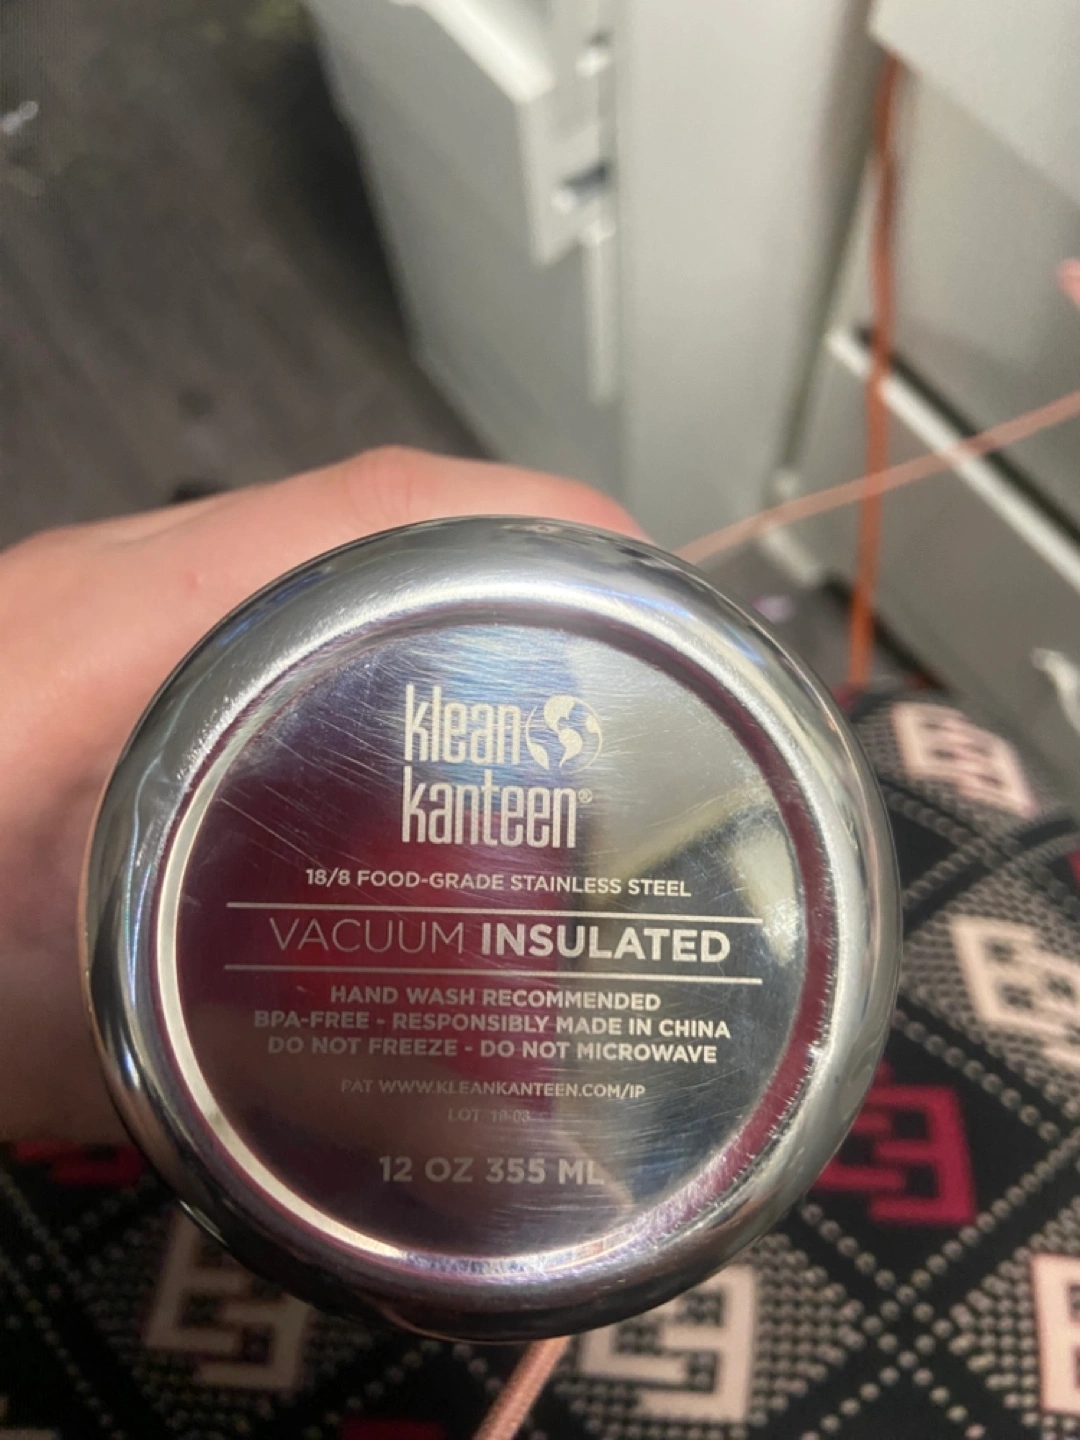 klean
kanteen®
18/8 FOOD-GRADE STAINLESS STEEL
VACUUM INSULATED
HAND WASH RECOMMENDED
BPA-FREE - RESPONSIBLY MADE IN CHINA
DO NOT FREEZE - DO NOT MICROWAVE
PAT WWW.KLEANKANTEEN.COM/IP
LOT
12 OZ 355 ML